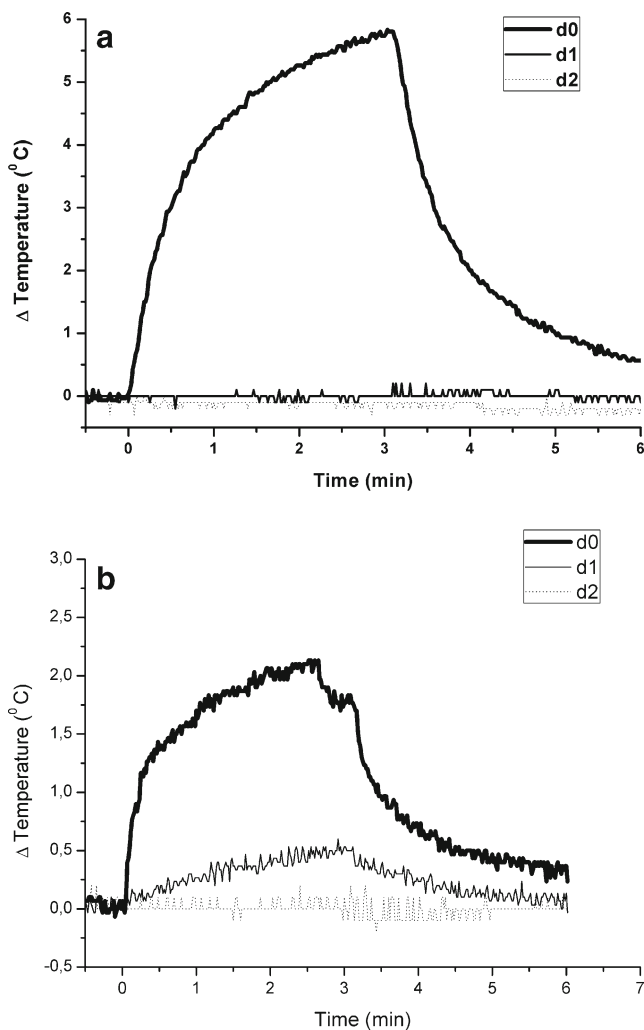 a
d0
d1
d2
6
5
4
3
2
1
0
Δ Temperature (⁰C)
0 1 2 3 4 5 6
Time (min)
b
d0
d1
d2
3,0
2,5
2,0
1,5
1,0
0,5
0,0
-0,5
Δ Temperature (⁰C)
0 1 2 3 4 5 6 7
Time (min)